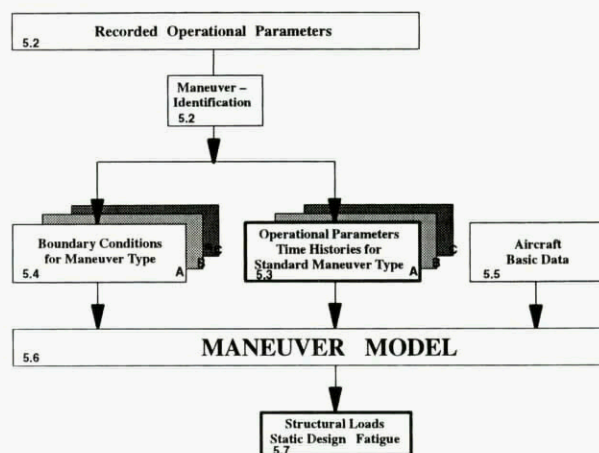 Recorded Operational Parameters
5.2
Maneuver –
Identification
5.2
Boundary Conditions
for Maneuver Type
5.4
A
B
C
Operational Parameters
Time Histories for
Standard Maneuver Type
5.3
A
B
C
Aircraft
Basic Data
5.5
MANEUVER MODEL
5.6
Structural Loads
Static Design Fatigue
5.7